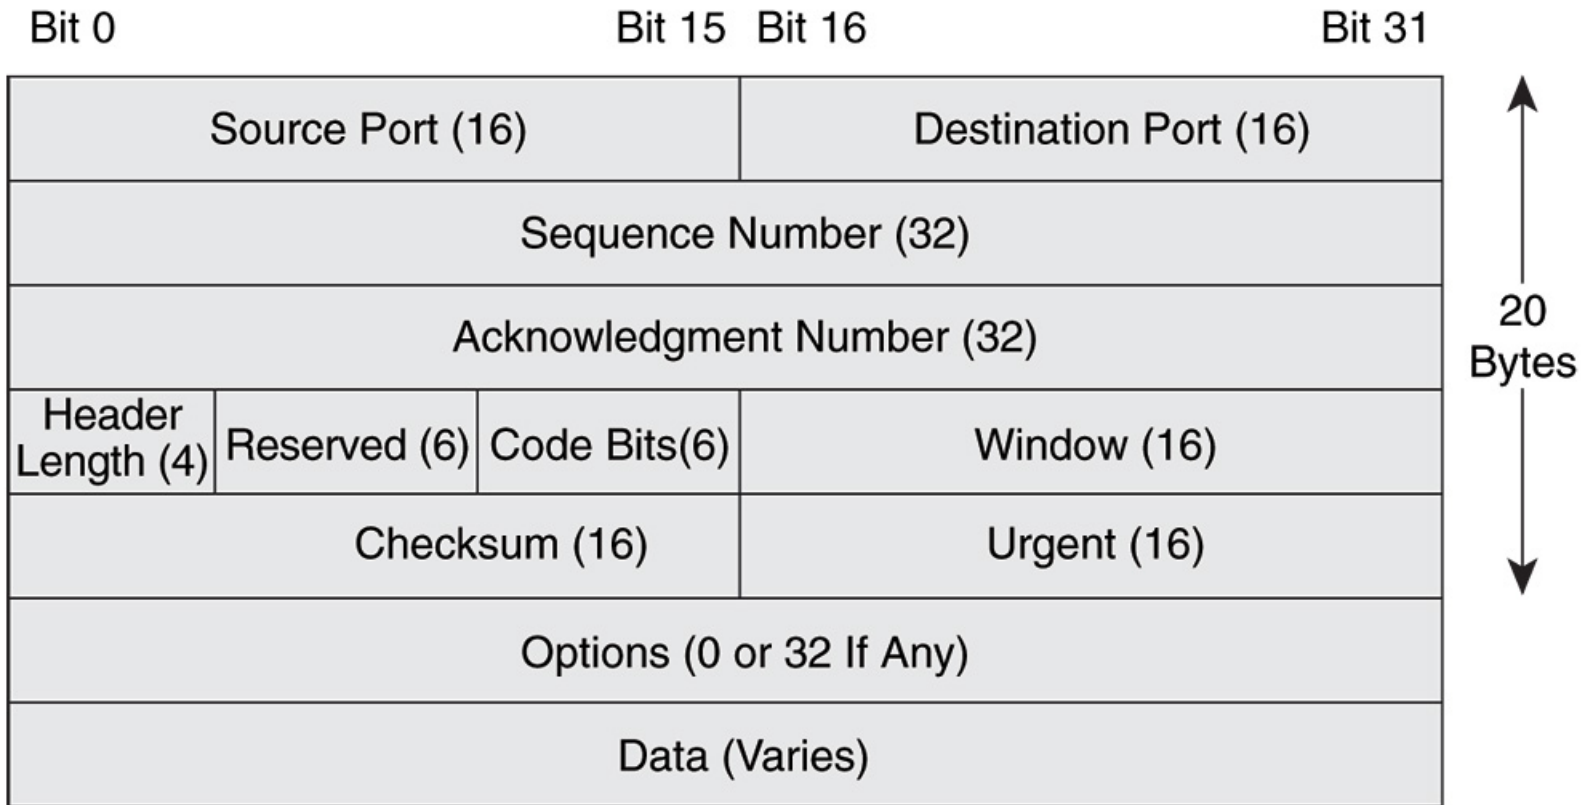 Bit 0
Bit 15
Bit 16
Bit 31
Source Port (16)
Destination Port (16)
Sequence Number (32)
Acknowledgment Number (32)
20
Bytes
Header
Length (4)
Reserved (6)
Code Bits(6)
Window (16)
Checksum (16)
Urgent (16)
Options (0 or 32 If Any)
Data (Varies)